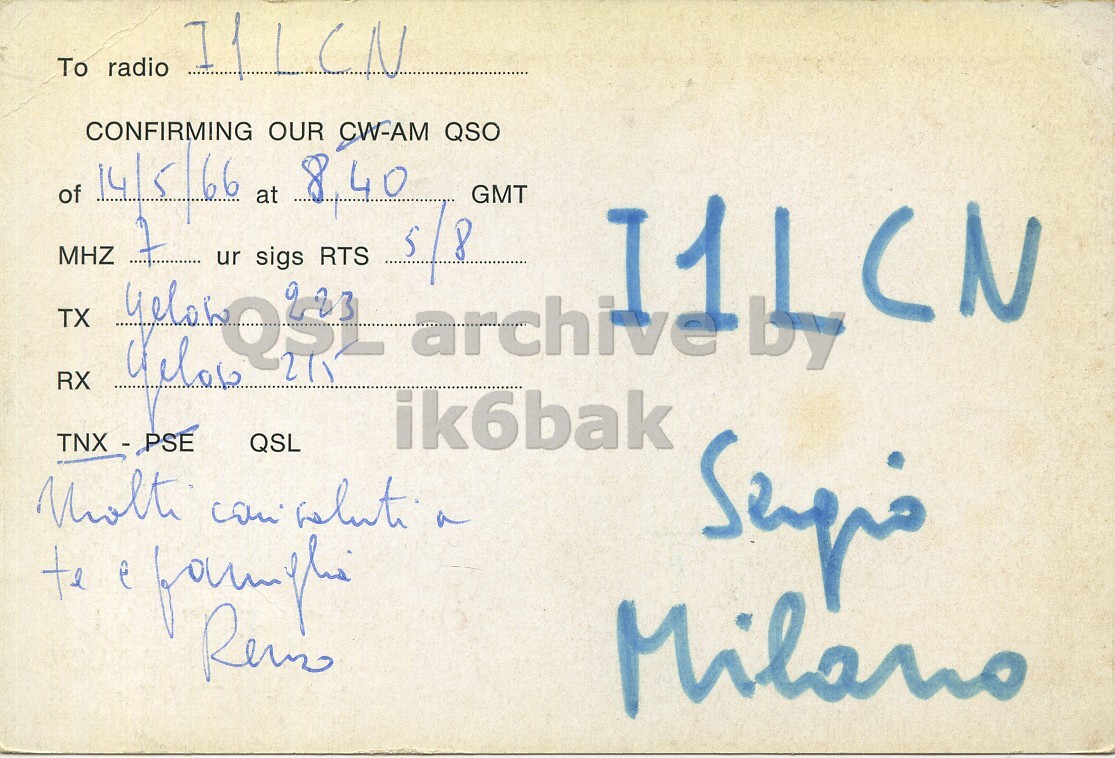 To radio I1LCN
CONFIRMING OUR CW-AM QSO
of 14/5/66 at 8,40 GMT
MHZ 7 ur sigs RTS 5/8
TX Geloso 223
RX Geloso 215
TNX - PSE QSL
Molti cari saluti a
te e famiglia
Renzo
I1LCN
Sergio
Milano
QSL archive by
ik6bak